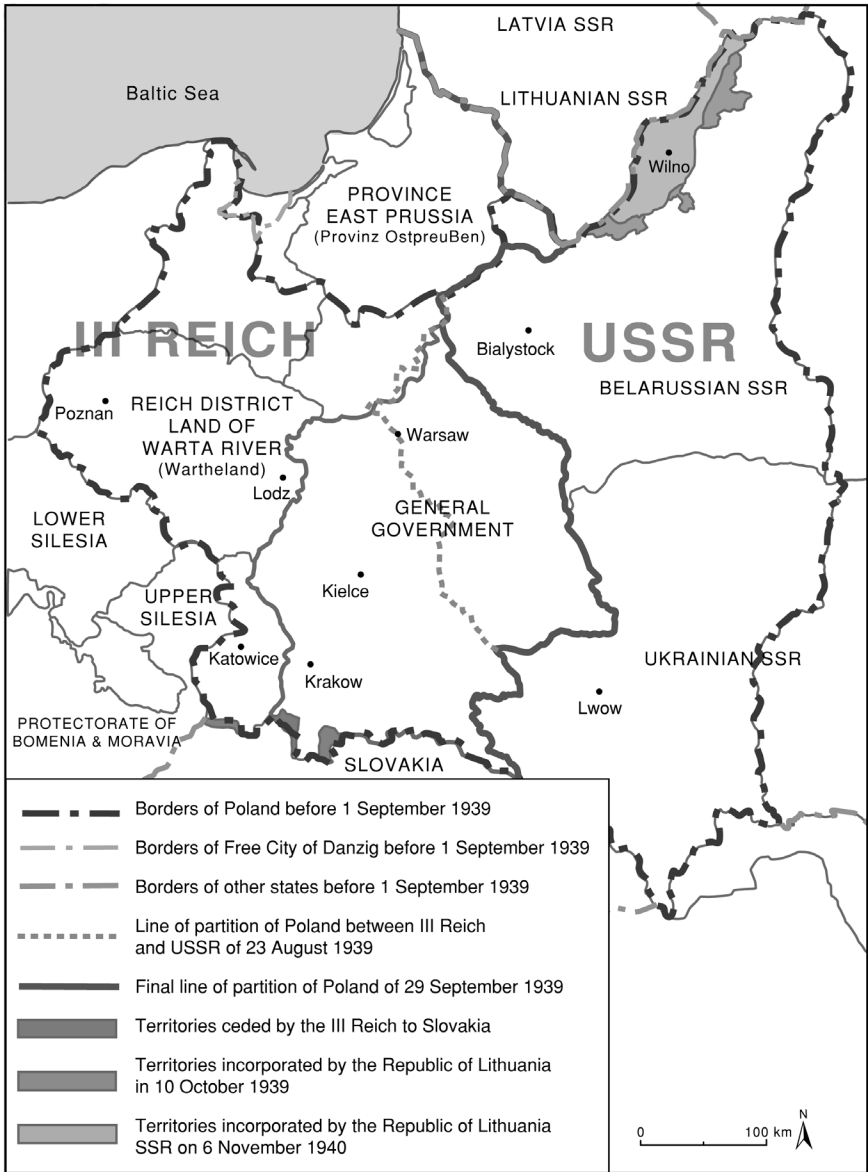 LATVIA SSR
Baltic Sea
LITHUANIAN SSR
Wilno
PROVINCE
EAST PRUSSIA
(Provinz OstpreuBen)
III REICH
USSR
Bialystock
BELARUSSIAN SSR
Poznan
REICH DISTRICT
LAND OF
WARTA RIVER
(Wartheland)
Warsaw
Lodz
GENERAL
GOVERNMENT
LOWER
SILESIA
Kielce
UPPER
SILESIA
Katowice
Krakow
UKRAINIAN SSR
Lwow
PROTECTORATE OF
BOMENIA & MORAVIA
SLOVAKIA
Borders of Poland before 1 September 1939
Borders of Free City of Danzig before 1 September 1939
Borders of other states before 1 September 1939
Line of partition of Poland between III Reich
and USSR of 23 August 1939
Final line of partition of Poland of 29 September 1939
Territories ceded by the III Reich to Slovakia
Territories incorporated by the Republic of Lithuania
in 10 October 1939
Territories incorporated by the Republic of Lithuania
SSR on 6 November 1940
N
0 100 km